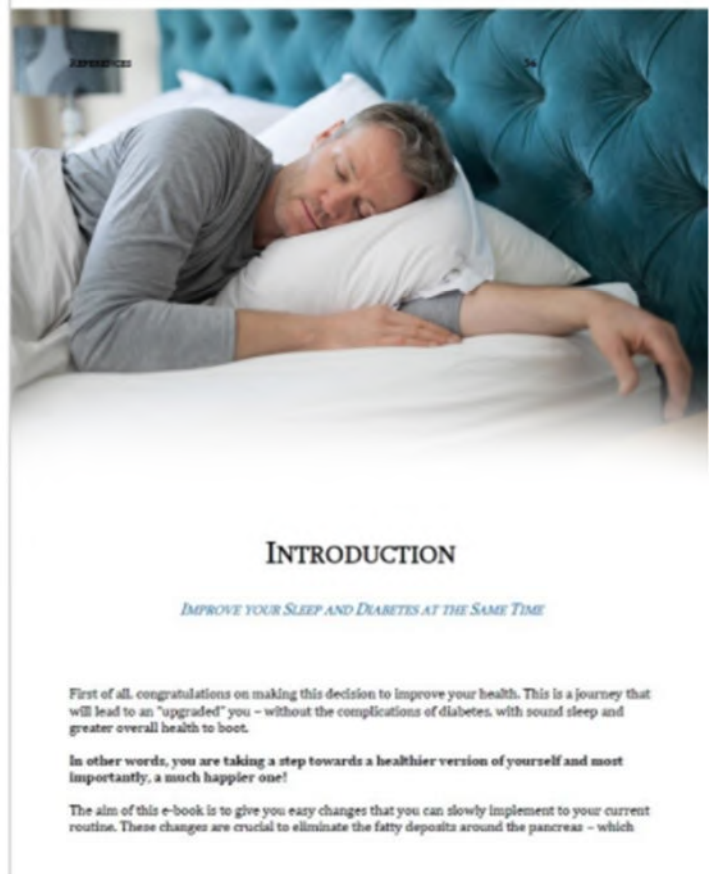 REFERENCES 36
INTRODUCTION
IMPROVE YOUR SLEEP AND DIABETES AT THE SAME TIME
First of all, congratulations on making this decision to improve your health. This is a journey that
will lead to an "upgraded" you – without the complications of diabetes, with sound sleep and
greater overall health to boot.
In other words, you are taking a step towards a healthier version of yourself and most
importantly, a much happier one!
The aim of this e-book is to give you easy changes that you can slowly implement to your current
routine. These changes are crucial to eliminate the fatty deposits around the pancreas – which